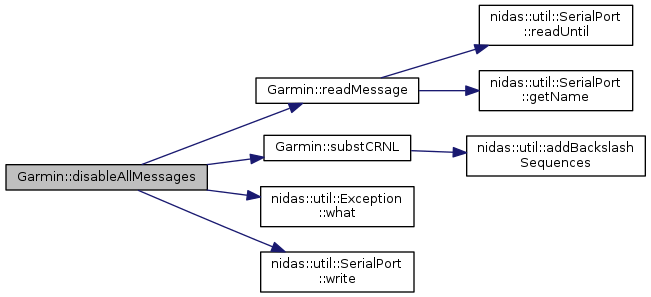 nidas::util::SerialPort
::readUntil
Garmin::readMessage
nidas::util::SerialPort
::getName
Garmin::substCRNL
nidas::util::addBackslash
Sequences
Garmin::disableAllMessages
nidas::util::Exception
::what
nidas::util::SerialPort
::write